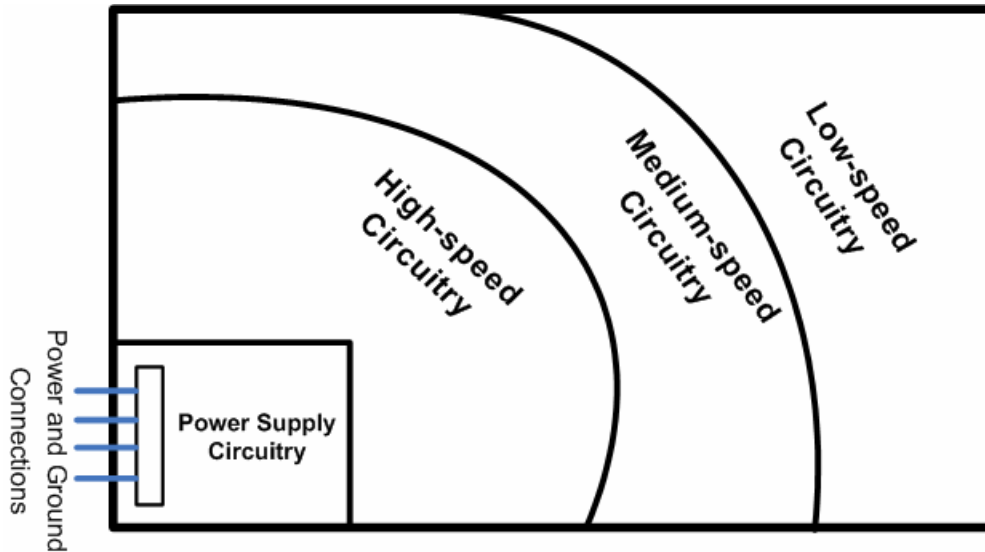 Low-speed
Circuitry
Medium-speed
Circuitry
High-speed
Circuitry
Power and Ground
Connections
Power Supply
Circuitry